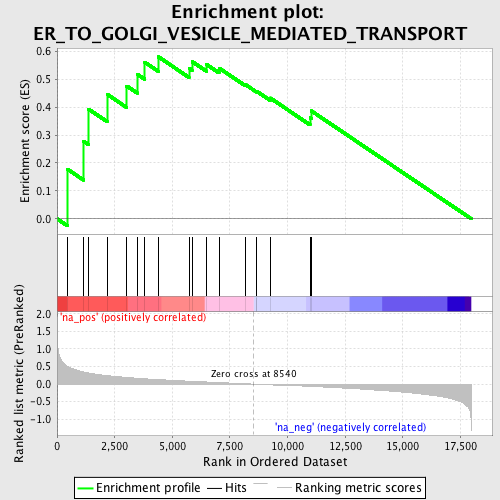 Enrichment plot:
ER_TO_GOLGI_VESICLE_MEDIATED_TRANSPORT
Enrichment score (ES)
0.6
0.5
0.4
0.3
0.2
0.1
0.0
Ranked list metric (PreRanked)
'na_pos' (positively correlated)
2.0
1.5
1.0
0.5
0.0
-0.5
-1.0
Zero cross at 8540
'na_neg' (negatively correlated)
0 2,500 5,000 7,500 10,000 12,500 15,000 17,500
Rank in Ordered Dataset
Enrichment profile Hits Ranking metric scores